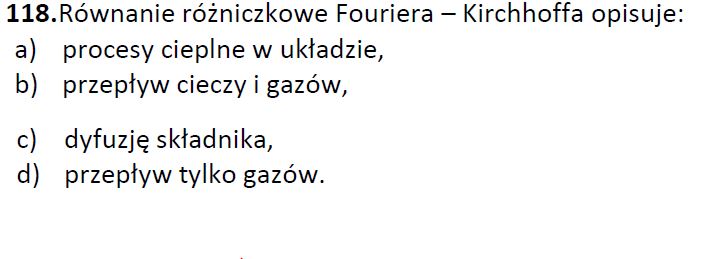 118.Równanie różniczkowe Fouriera – Kirchhoffa opisuje:
a) procesy cieplne w układzie,
b) przepływ cieczy i gazów,
c) dyfuzję składnika,
d) przepływ tylko gazów.